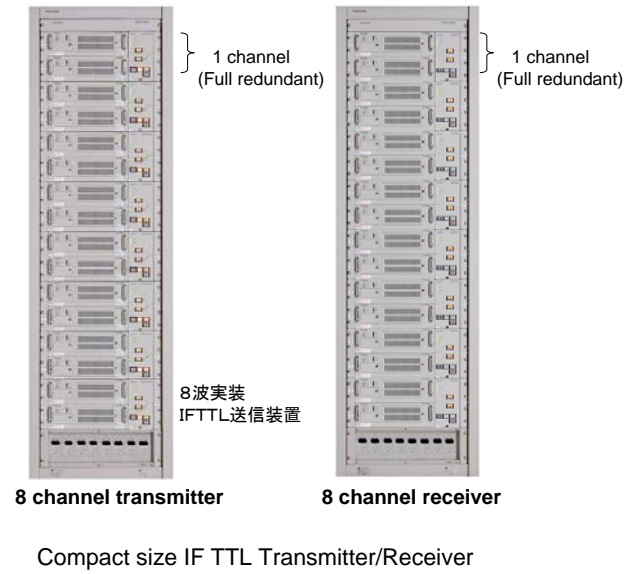 1 channel
(Full redundant)
1 channel
(Full redundant)
8波実装
IFTTL送信装置
8 channel transmitter
8 channel receiver
Compact size IF TTL Transmitter/Receiver